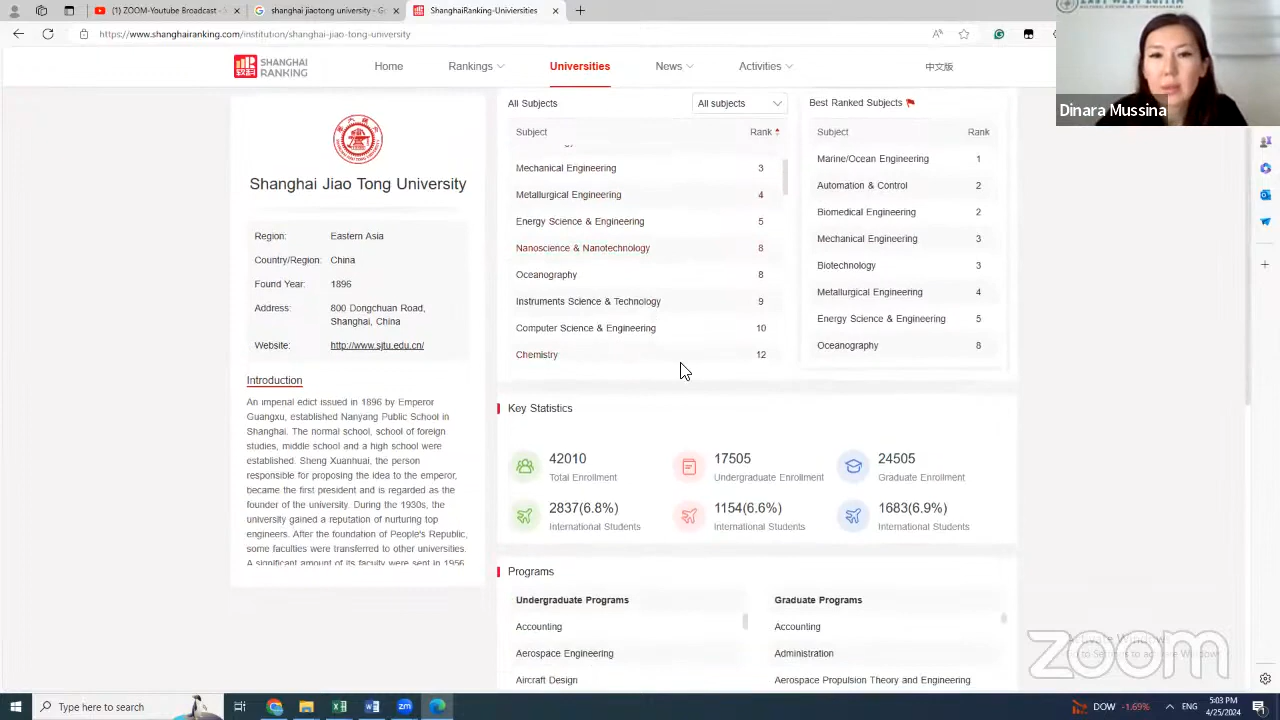 ZOOM-Youtube Broadcast -
shanghai jiaotong university - Go
ShanghaiRanking-Univiersities
https://www.shanghairanking.com/institution/shanghai-jiao-tong-university
EAST WEST
Dinara Mussina
SHANGHAI
RANKING
Home
Rankings
Universities
News
Activities
中文版
Shanghai Jiao Tong University
Region: Eastern Asia
Country/Region: China
Found Year: 1896
Address: 800 Dongchuan Road,
Shanghai, China
Website: http://www.sjtu.edu.cn/
Introduction
An imperial edict issued in 1896 by Emperor
Guangxu, established Nanyang Public School in
Shanghai. The normal school, school of foreign
studies, middle school and a high school were
established. Sheng Xuanhuai, the person
responsible for proposing the idea to the emperor,
became the first president and is regarded as the
founder of the university. During the 1930s, the
university gained a reputation of nurturing top
engineers. After the foundation of People's Republic,
some faculties were transferred to other universities.
A significant amount of its faculty were sent in 1956
All Subjects
All subjects
Subject Rank
Mechanical Engineering 3
Metallurgical Engineering 4
Energy Science & Engineering 5
Nanoscience & Nanotechnology 8
Oceanography 8
Instruments Science & Technology 9
Computer Science & Engineering 10
Chemistry 12
Best Ranked Subjects
Subject Rank
Marine/Ocean Engineering 1
Automation & Control 2
Biomedical Engineering 2
Mechanical Engineering 3
Biotechnology 3
Metallurgical Engineering 4
Energy Science & Engineering 5
Oceanography 8
Key Statistics
42010
Total Enrollment
17505
Undergraduate Enrollment
24505
Graduate Enrollment
2837(6.8%)
International Students
1154(6.6%)
International Students
1683(6.9%)
International Students
Programs
Undergraduate Programs
Accounting
Aerospace Engineering
Aircraft Design
Graduate Programs
Accounting
Administration
Aerospace Propulsion Theory and Engineering
zoom
Type here to search
DOW -1.69%
ENG
5:03 PM
4/25/2024